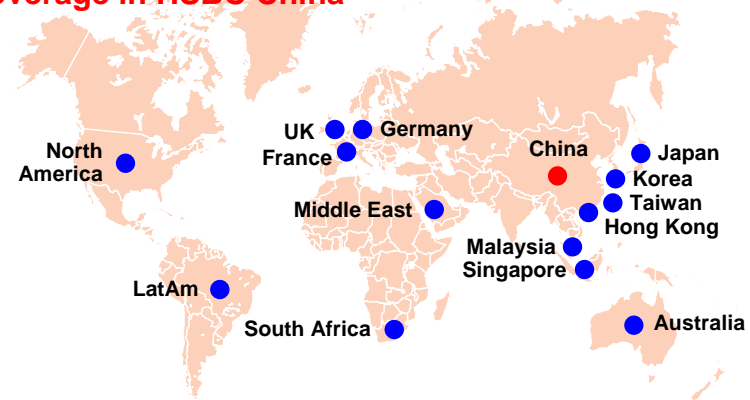 UK
Germany
France
China
North
America
Japan
Korea
Taiwan
Hong Kong
Middle East
Malaysia
Singapore
LatAm
South Africa
Australia